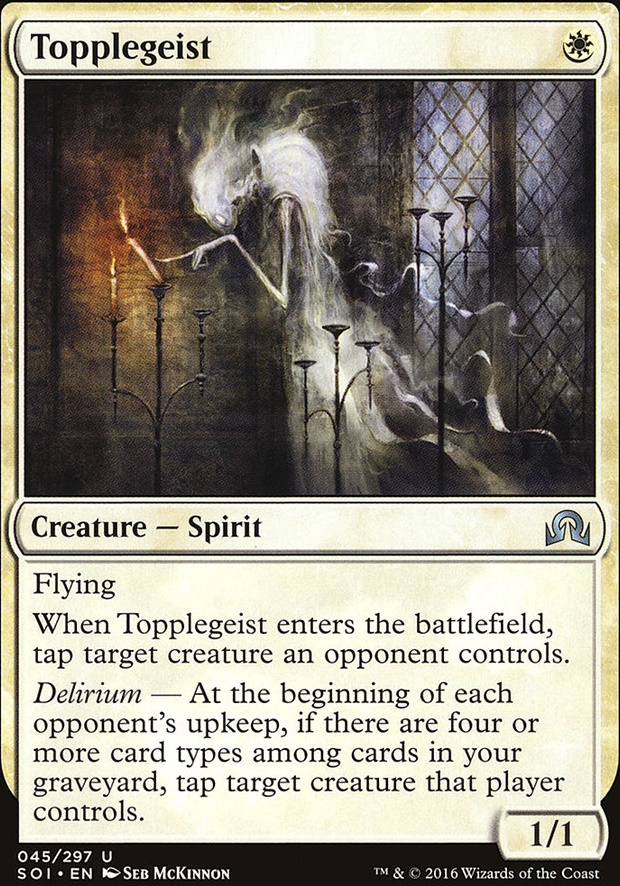 Topplegeist
Creature — Spirit
Flying
When Topplegeist enters the battlefield,
tap target creature an opponent controls.
Delirium — At the beginning of each
opponent's upkeep, if there are four or
more card types among cards in your
graveyard, tap target creature that player
controls.
1/1
045/297 U
SOI • EN Seb McKinnon
™ & © 2016 Wizards of the Coast